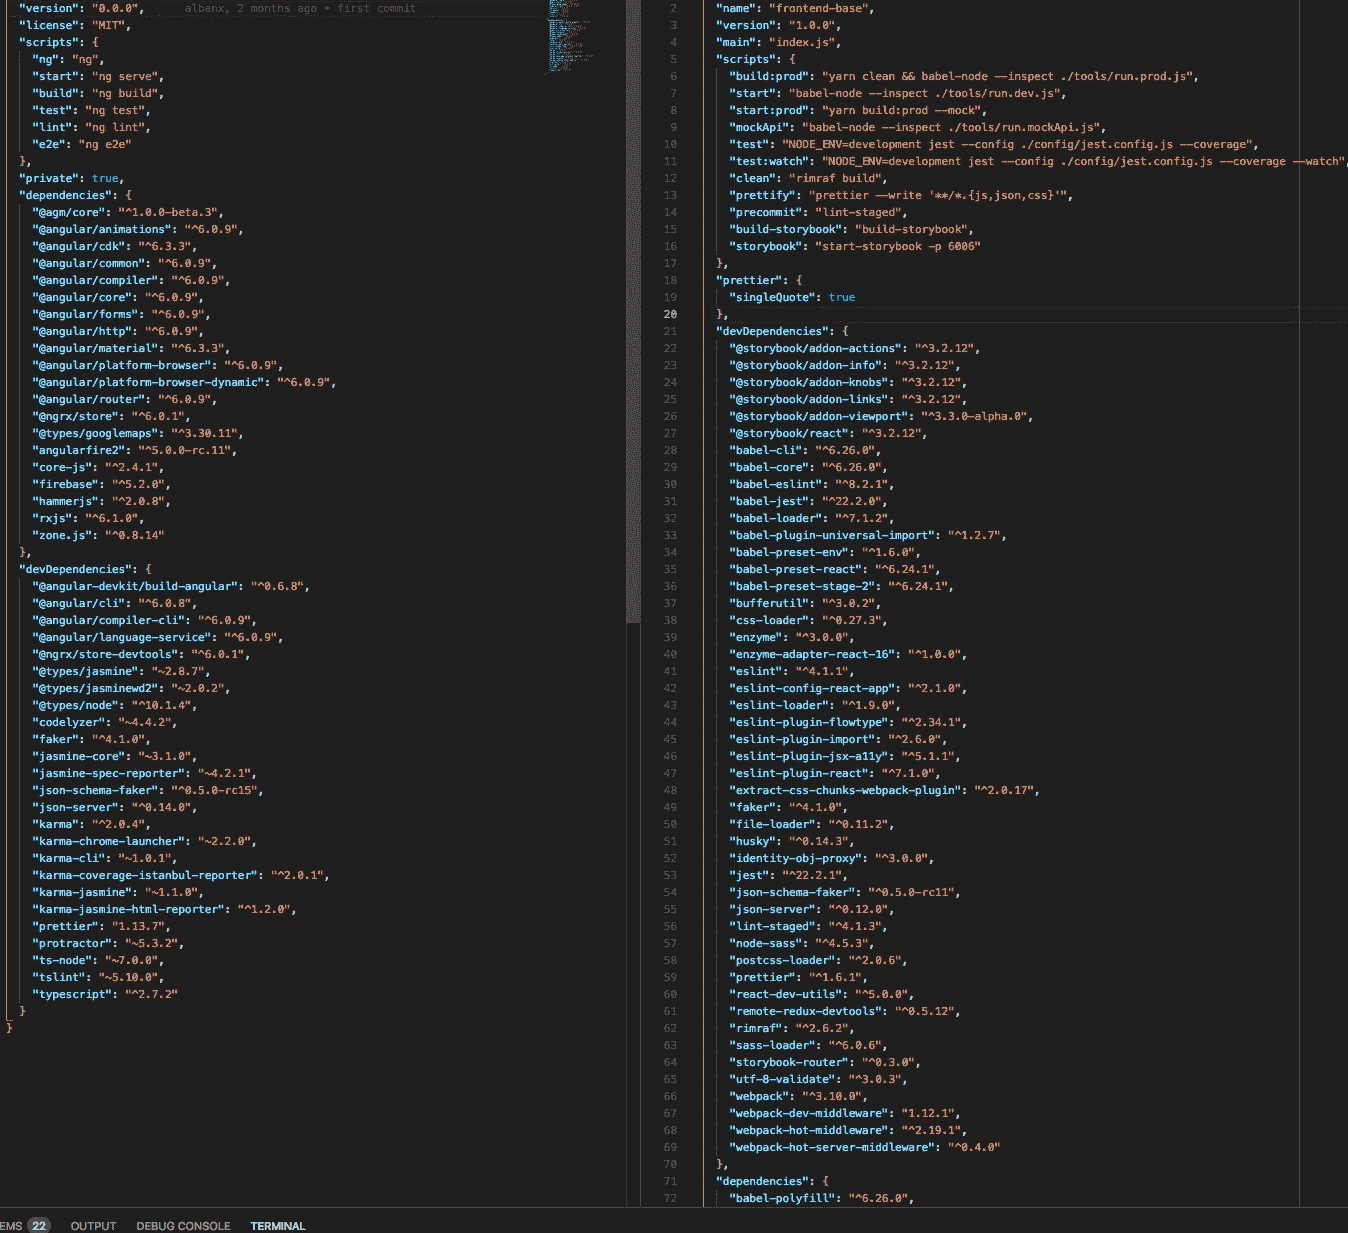 "version": "0.0.0",    albanx, 2 months ago • first commit
"license": "MIT",
"scripts": {
"ng": "ng",
"start": "ng serve",
"build": "ng build",
"test": "ng test",
"lint": "ng lint",
"e2e": "ng e2e"
},
"private": true,
"dependencies": {
"@agm/core": "^1.0.0-beta.3",
"@angular/animations": "^6.0.9",
"@angular/cdk": "^6.3.3",
"@angular/common": "^6.0.9",
"@angular/compiler": "^6.0.9",
"@angular/core": "^6.0.9",
"@angular/forms": "^6.0.9",
"@angular/http": "^6.0.9",
"@angular/material": "^6.3.3",
"@angular/platform-browser": "^6.0.9",
"@angular/platform-browser-dynamic": "^6.0.9",
"@angular/router": "^6.0.9",
"@ngrx/store": "^6.0.1",
"@types/googlemaps": "^3.30.11",
"angularfire2": "^5.0.0-rc.11",
"core-js": "^2.4.1",
"firebase": "^5.2.0",
"hammerjs": "^2.0.8",
"rxjs": "^6.1.0",
"zone.js": "^0.8.14"
},
"devDependencies": {
"@angular-devkit/build-angular": "^0.6.8",
"@angular/cli": "^6.0.8",
"@angular/compiler-cli": "^6.0.9",
"@angular/language-service": "^6.0.9",
"@ngrx/store-devtools": "^6.0.1",
"@types/jasmine": "~2.8.7",
"@types/jasminewd2": "~2.0.2",
"@types/node": "^10.1.4",
"codelyzer": "~4.4.2",
"faker": "^4.1.0",
"jasmine-core": "~3.1.0",
"jasmine-spec-reporter": "~4.2.1",
"json-schema-faker": "^0.5.0-rc15",
"json-server": "^0.14.0",
"karma": "^2.0.4",
"karma-chrome-launcher": "~2.2.0",
"karma-cli": "~1.0.1",
"karma-coverage-istanbul-reporter": "^2.0.1",
"karma-jasmine": "~1.1.0",
"karma-jasmine-html-reporter": "^1.2.0",
"prettier": "1.13.7",
"protractor": "~5.3.2",
"ts-node": "~7.0.0",
"tslint": "~5.10.0",
"typescript": "^2.7.2"
}
}
2 "name": "frontend-base",
3 "version": "1.0.0",
4 "main": "index.js",
5 "scripts": {
6 "build:prod": "yarn clean && babel-node --inspect ./tools/run.prod.js",
7 "start": "babel-node --inspect ./tools/run.dev.js",
8 "start:prod": "yarn build:prod --mock",
9 "mockApi": "babel-node --inspect ./tools/run.mockApi.js",
10 "test": "NODE_ENV=development jest --config ./config/jest.config.js --coverage",
11 "test:watch": "NODE_ENV=development jest --config ./config/jest.config.js --coverage --watch",
12 "clean": "rimraf build",
13 "prettify": "prettier --write '**/*.{js,json,css}'",
14 "precommit": "lint-staged",
15 "build-storybook": "build-storybook",
16 "storybook": "start-storybook -p 6006"
17 },
18 "prettier": {
19 "singleQuote": true
20 },
21 "devDependencies": {
22 "@storybook/addon-actions": "^3.2.12",
23 "@storybook/addon-info": "^3.2.12",
24 "@storybook/addon-knobs": "^3.2.12",
25 "@storybook/addon-links": "^3.2.12",
26 "@storybook/addon-viewport": "^3.3.0-alpha.0",
27 "@storybook/react": "^3.2.12",
28 "babel-cli": "^6.26.0",
29 "babel-core": "^6.26.0",
30 "babel-eslint": "^8.2.1",
31 "babel-jest": "^22.2.0",
32 "babel-loader": "^7.1.2",
33 "babel-plugin-universal-import": "^1.2.7",
34 "babel-preset-env": "^1.6.0",
35 "babel-preset-react": "^6.24.1",
36 "babel-preset-stage-2": "^6.24.1",
37 "bufferutil": "^3.0.2",
38 "css-loader": "^0.27.3",
39 "enzyme": "^3.0.0",
40 "enzyme-adapter-react-16": "^1.0.0",
41 "eslint": "^4.1.1",
42 "eslint-config-react-app": "^2.1.0",
43 "eslint-loader": "^1.9.0",
44 "eslint-plugin-flowtype": "^2.34.1",
45 "eslint-plugin-import": "^2.6.0",
46 "eslint-plugin-jsx-a11y": "^5.1.1",
47 "eslint-plugin-react": "^7.1.0",
48 "extract-css-chunks-webpack-plugin": "^2.0.17",
49 "faker": "^4.1.0",
50 "file-loader": "^0.11.2",
51 "husky": "^0.14.3",
52 "identity-obj-proxy": "^3.0.0",
53 "jest": "^22.2.1",
54 "json-schema-faker": "^0.5.0-rc11",
55 "json-server": "^0.12.0",
56 "lint-staged": "^4.1.3",
57 "node-sass": "^4.5.3",
58 "postcss-loader": "^2.0.6",
59 "prettier": "^1.6.1",
60 "react-dev-utils": "^5.0.0",
61 "remote-redux-devtools": "^0.5.12",
62 "rimraf": "^2.6.2",
63 "sass-loader": "^6.0.6",
64 "storybook-router": "^0.3.0",
65 "utf-8-validate": "^3.0.3",
66 "webpack": "^3.10.0",
67 "webpack-dev-middleware": "1.12.1",
68 "webpack-hot-middleware": "^2.19.1",
69 "webpack-hot-server-middleware": "^0.4.0"
70 },
71 "dependencies": {
72 "babel-polyfill": "^6.26.0",
EMS 22 OUTPUT DEBUG CONSOLE TERMINAL